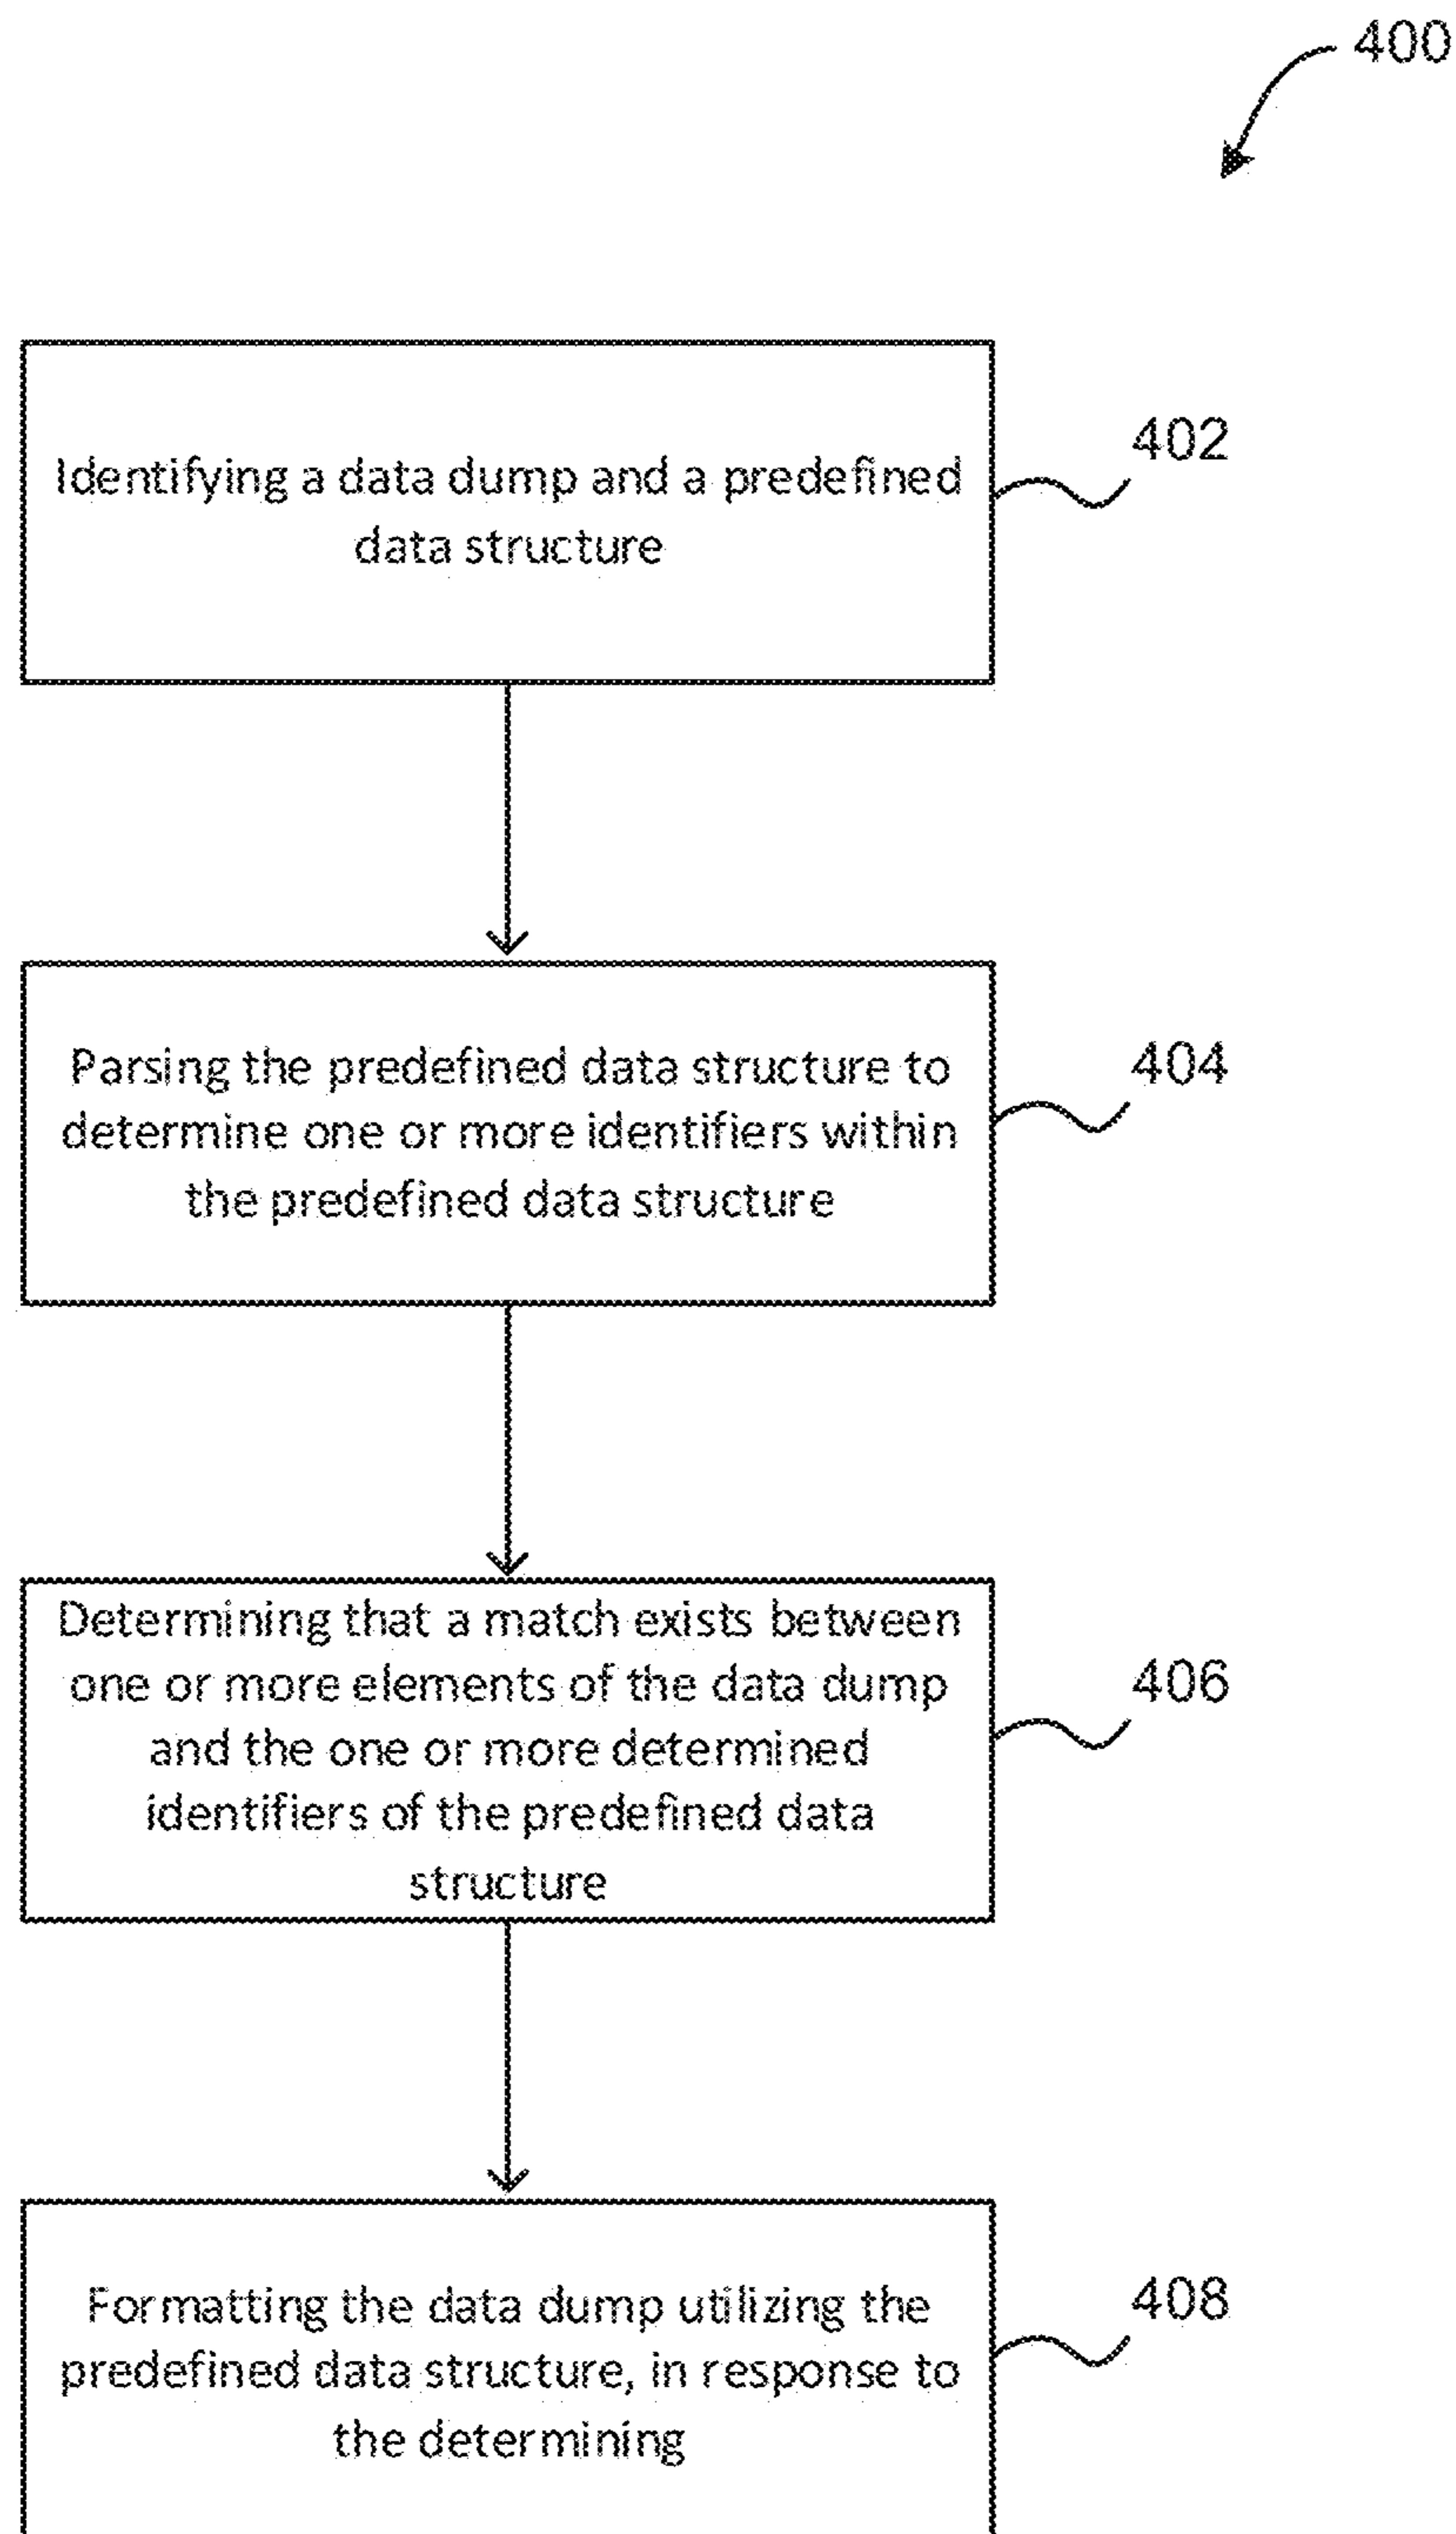 400
Identifying a data dump and a predefined
data structure
402
Parsing the predefined data structure to
determine one or more identifiers within
the predefined data structure
404
Determining that a match exists between
one or more elements of the data dump
and the one or more determined
identifiers of the predefined data
structure
406
Formatting the data dump utilizing the
predefined data structure, in response to
the determining
408